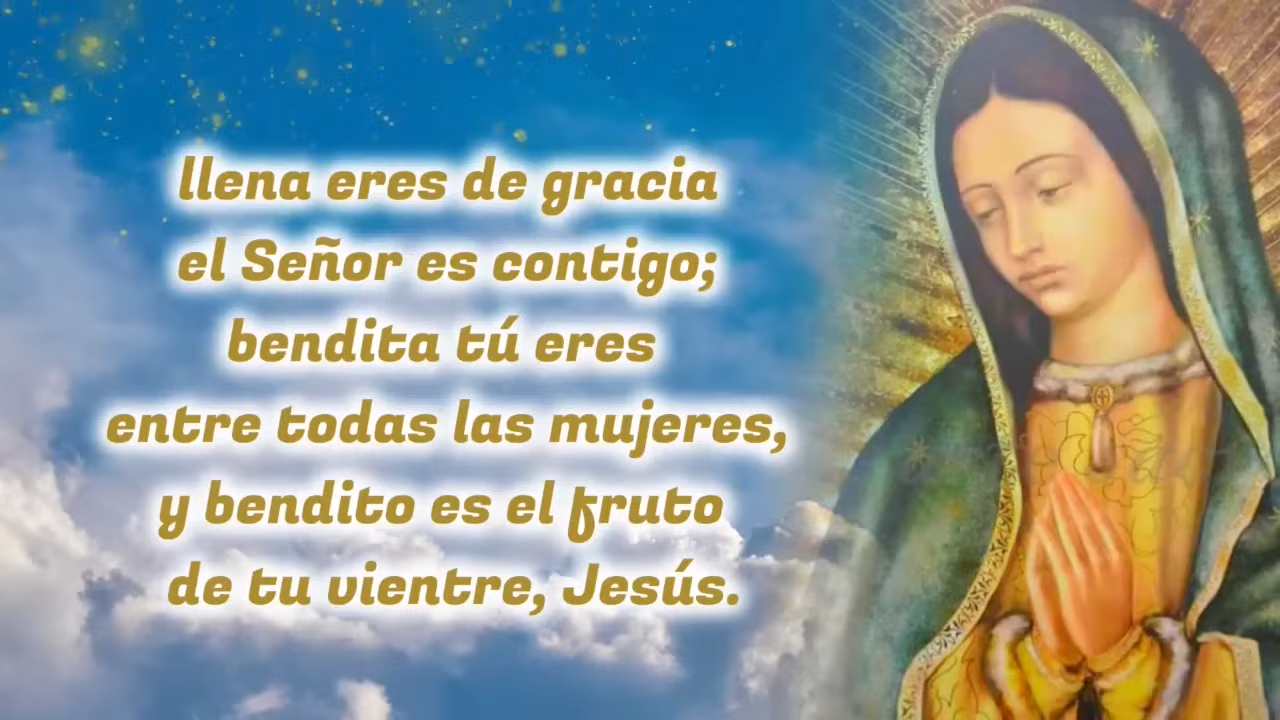 llena eres de gracia
el Señor es contigo;
bendita tú eres
entre todas las mujeres,
y bendito es el fruto
de tu vientre, Jesús.